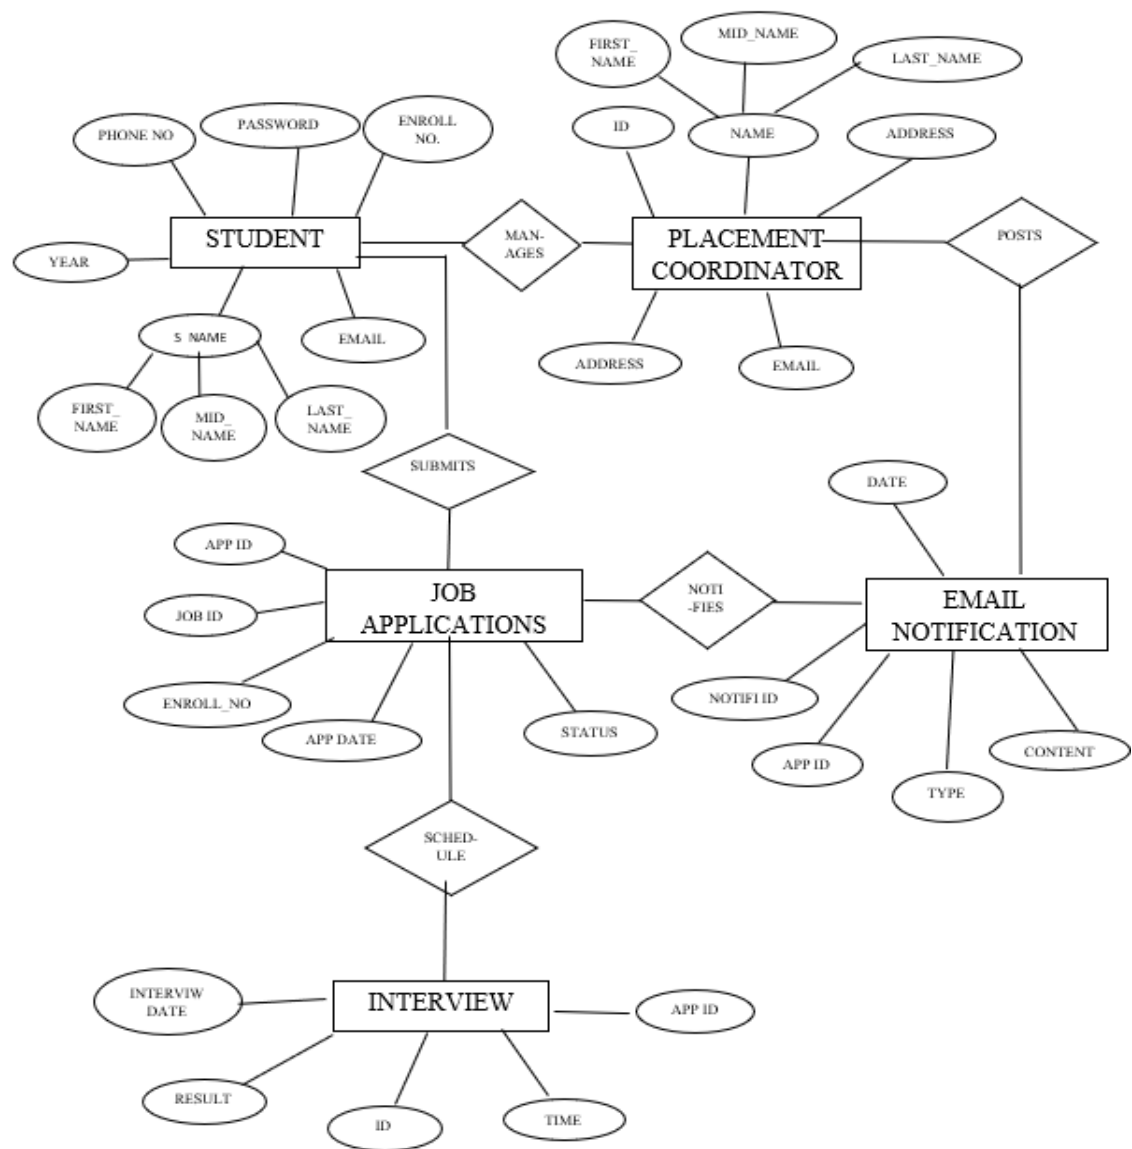 FIRST_
NAME
MID_NAME
LAST_NAME
PHONE NO
PASSWORD
ENROLL
NO.
ID
NAME
ADDRESS
STUDENT
MAN-
AGES
PLACEMENT
COORDINATOR
POSTS
YEAR
S NAME
EMAIL
ADDRESS
EMAIL
FIRST_
NAME
MID_
NAME
LAST_
NAME
SUBMITS
DATE
APP ID
JOB
APPLICATIONS
NOTI
-FIES
EMAIL
NOTIFICATION
JOB ID
ENROLL_NO
APP DATE
STATUS
NOTIFI ID
APP ID
TYPE
CONTENT
SCHED-
ULE
INTERVIW
DATE
INTERVIEW
APP ID
RESULT
ID
TIME